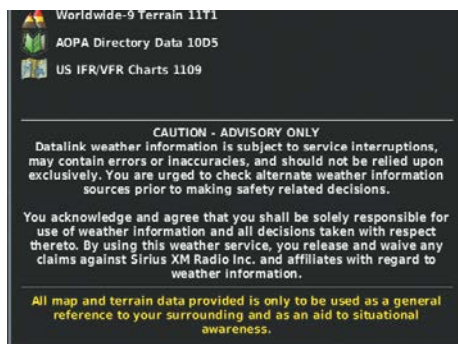 Worldwide-9 Terrain 11T1
AOPA Directory Data 10D5
US IFR/VFR Charts 1109
CAUTION - ADVISORY ONLY
Datalink weather information is subject to service interruptions,
may contain errors or inaccuracies, and should not be relied upon
exclusively. You are urged to check alternate weather information
sources prior to making safety related decisions.
You acknowledge and agree that you shall be solely responsible for
use of weather information and all decisions taken with respect
thereto. By using this weather service, you release and waive any
claims against Sirius XM Radio Inc. and affiliates with regard to
weather information.
All map and terrain data provided is only to be used as a general
reference to your surrounding and as an aid to situational
awareness.